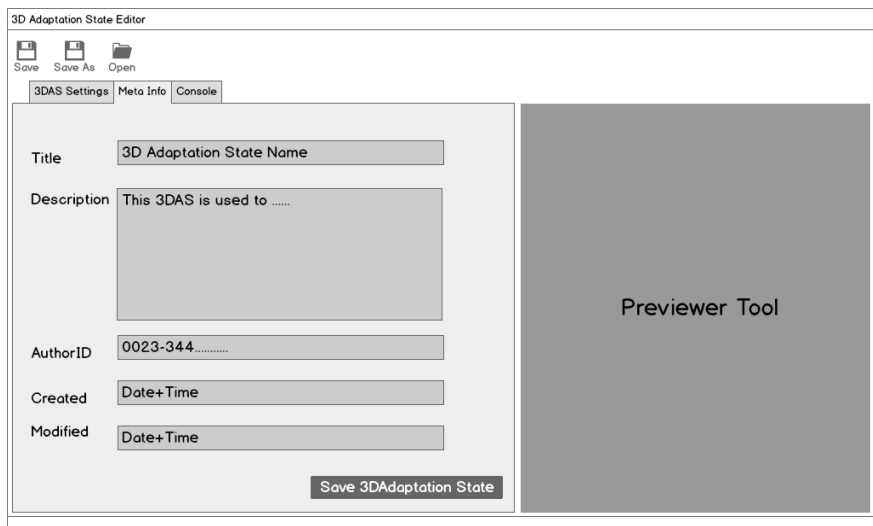 3D Adaptation State Editor
Save Save As Open
3DAS Settings Meta Info Console
Title 3D Adaptation State Name
Description This 3DAS is used to ......
AuthorID 0023-344...........
Created Date+Time
Modified Date+Time
Save 3DAdaptation State
Previewer Tool